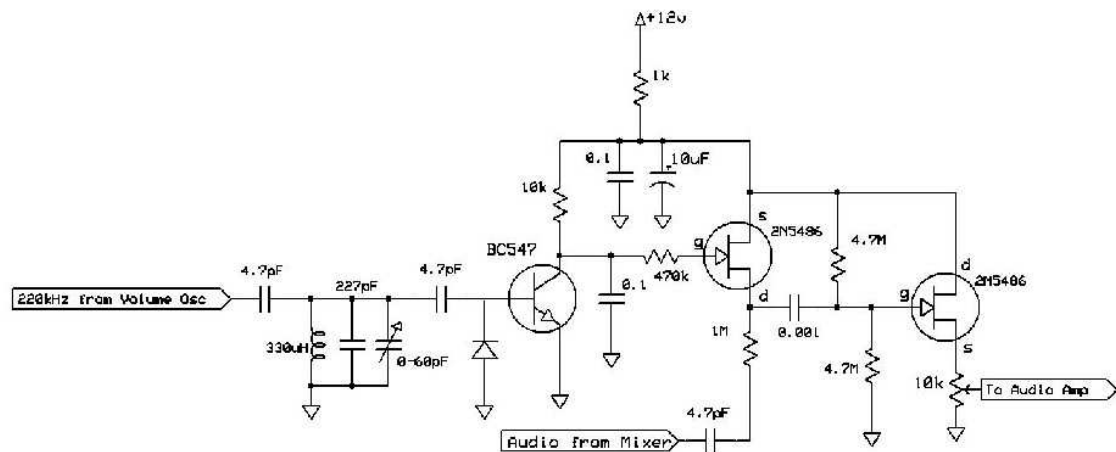 +12v
1k
0.1
10uF
10k
s
2N5486
g
4.7M
BC547
470k
d
2N5486
4.7pF
4.7pF
227pF
0.1
d
g
220kHz from Volume Osc
0.001
1M
s
330uH
0-60pF
4.7M
10k
To Audio Amp
4.7pF
Audio from Mixer